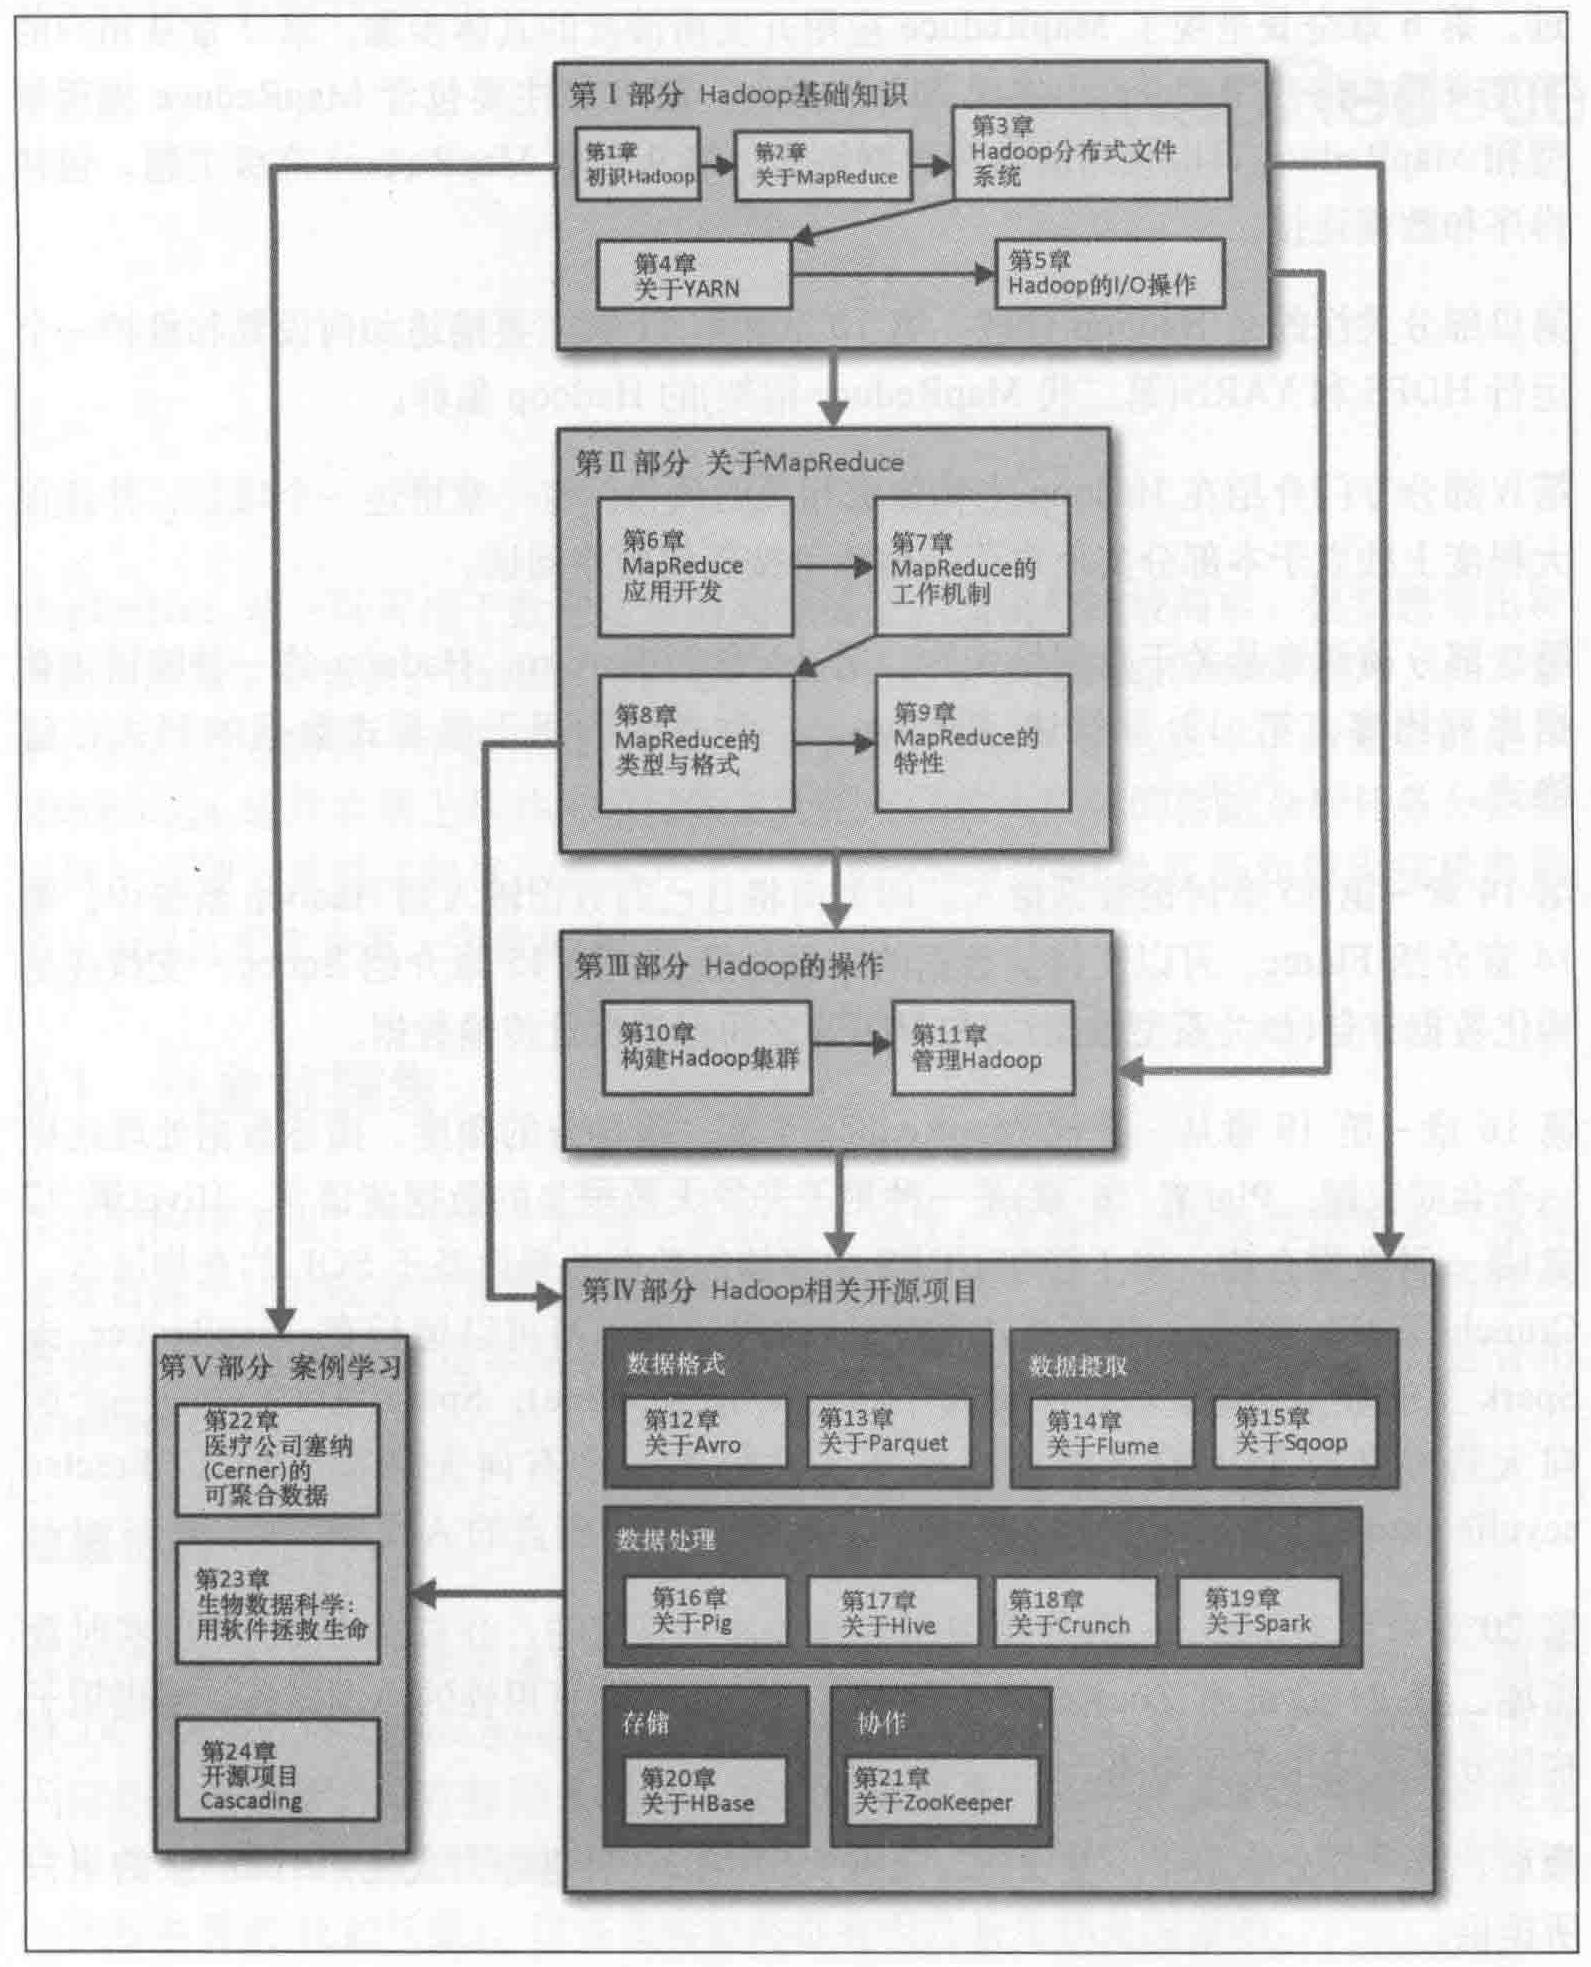 第Ⅰ部分 Hadoop基础知识
第1章
初识Hadoop
第2章
关于MapReduce
第3章
Hadoop分布式文件
系统
第4章
关于YARN
第5章
Hadoop的I/O操作
第Ⅱ部分 关于MapReduce
第6章
MapReduce
应用开发
第7章
MapReduce的
工作机制
第8章
MapReduce的
类型与格式
第9章
MapReduce的
特性
第Ⅲ部分 Hadoop的操作
第10章
构建Hadoop集群
第11章
管理Hadoop
第Ⅳ部分 Hadoop相关开源项目
数据格式
第12章
关于Avro
第13章
关于Parquet
数据摄取
第14章
关于Flume
第15章
关于Sqoop
数据处理
第16章
关于Pig
第17章
关于Hive
第18章
关于Crunch
第19章
关于Spark
存储
第20章
关于HBase
协作
第21章
关于ZooKeeper
第Ⅴ部分 案例学习
第22章
医疗公司塞纳
(Cerner)的
可聚合数据
第23章
生物数据科学:
用软件拯救生命
第24章
开源项目
Cascading